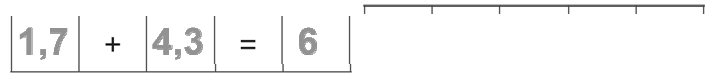 1,7 + 4,3 = 6